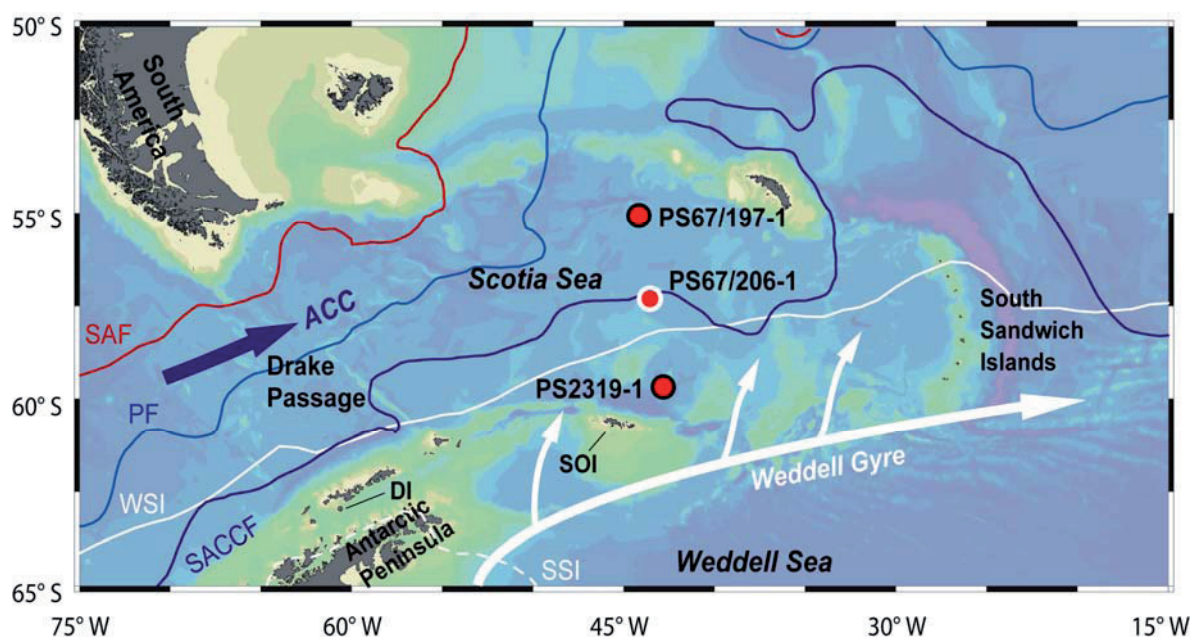 50° S
55° S
60° S
65° S
South
America
PS67/197-1
Scotia Sea
PS67/206-1
ACC
SAF
Drake
Passage
South
Sandwich
Islands
PS2319-1
PF
SOI
Weddell Gyre
WSI
DI
SACCF
Antarctic
Peninsula
SSI
Weddell Sea
75° W
60° W
45° W
30° W
15° W